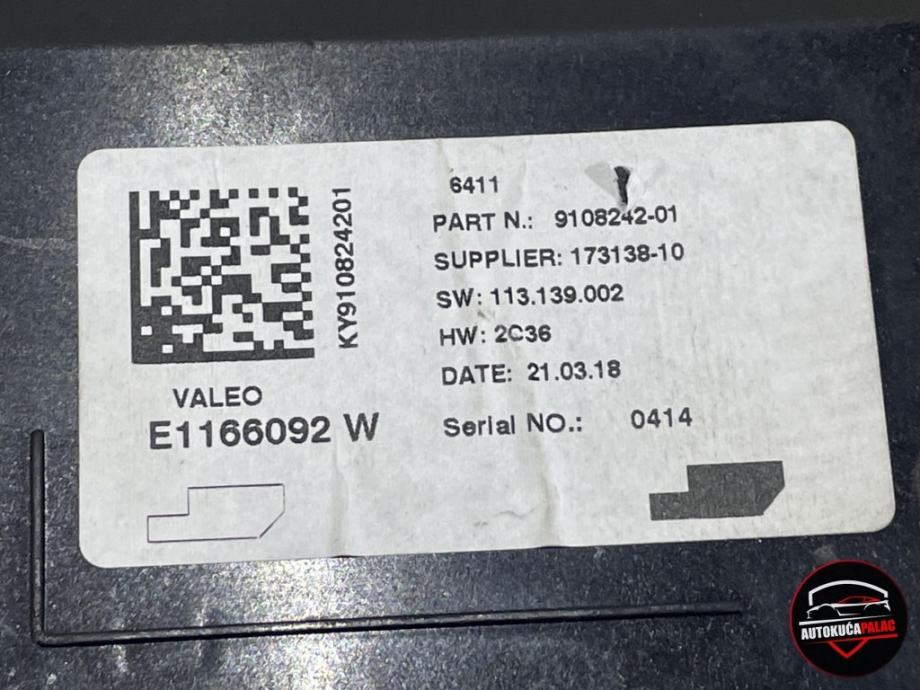 6411
PART N.: 9108242-01
SUPPLIER: 173138-10
SW: 113.139.002
HW: 2C36
DATE: 21.03.18
Serial NO.: 0414
KY910824201
VALEO
E1166092 W
AUTOKUĆAPALAC